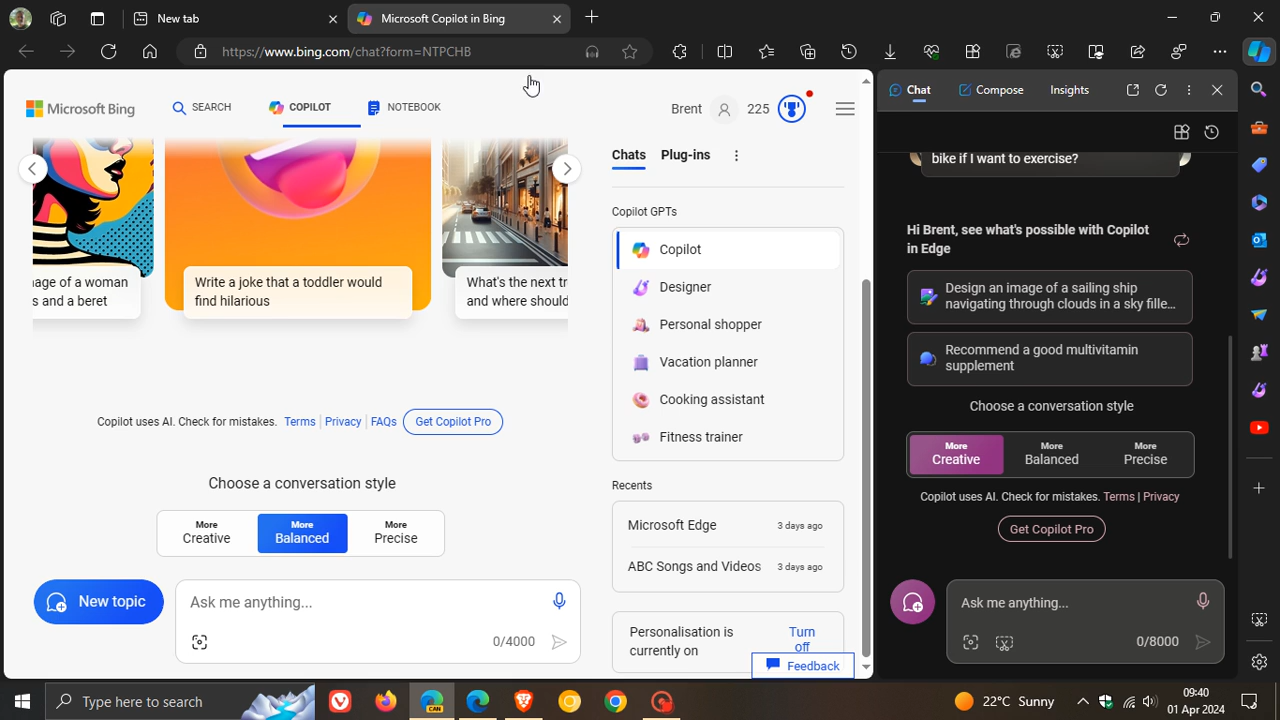 New tab
Microsoft Copilot in Bing
https://www.bing.com/chat?form=NTPCHB
Microsoft Bing
SEARCH
COPILOT
NOTEBOOK
Brent
225
age of a woman
s and a beret
Write a joke that a toddler would
find hilarious
What's the next tr
and where should
Copilot uses AI. Check for mistakes. Terms | Privacy | FAQs
Get Copilot Pro
Choose a conversation style
More
Creative
More
Balanced
More
Precise
New topic
Ask me anything...
0/4000
Chats
Plug-ins
Copilot GPTs
Copilot
Designer
Personal shopper
Vacation planner
Cooking assistant
Fitness trainer
Recents
Microsoft Edge
3 days ago
ABC Songs and Videos
3 days ago
Personalisation is
currently on
Turn
off
Feedback
Chat
Compose
Insights
bike if I want to exercise?
Hi Brent, see what's possible with Copilot
in Edge
Design an image of a sailing ship
navigating through clouds in a sky fille...
Recommend a good multivitamin
supplement
Choose a conversation style
More
Creative
More
Balanced
More
Precise
Copilot uses AI. Check for mistakes. Terms | Privacy
Get Copilot Pro
Ask me anything...
0/8000
Type here to search
CAN
22°C Sunny
09:40
01 Apr 2024